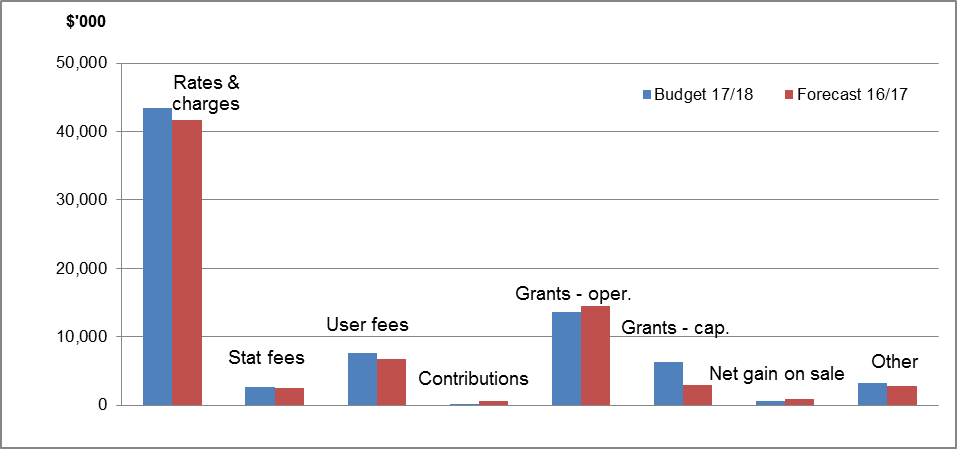 $'000
50,000
Rates &
charges
Budget 17/18
Forecast 16/17
40,000
30,000
20,000
Grants - oper.
User fees
Grants - cap.
10,000
Stat fees
Other
Net gain on sale
Contributions
0